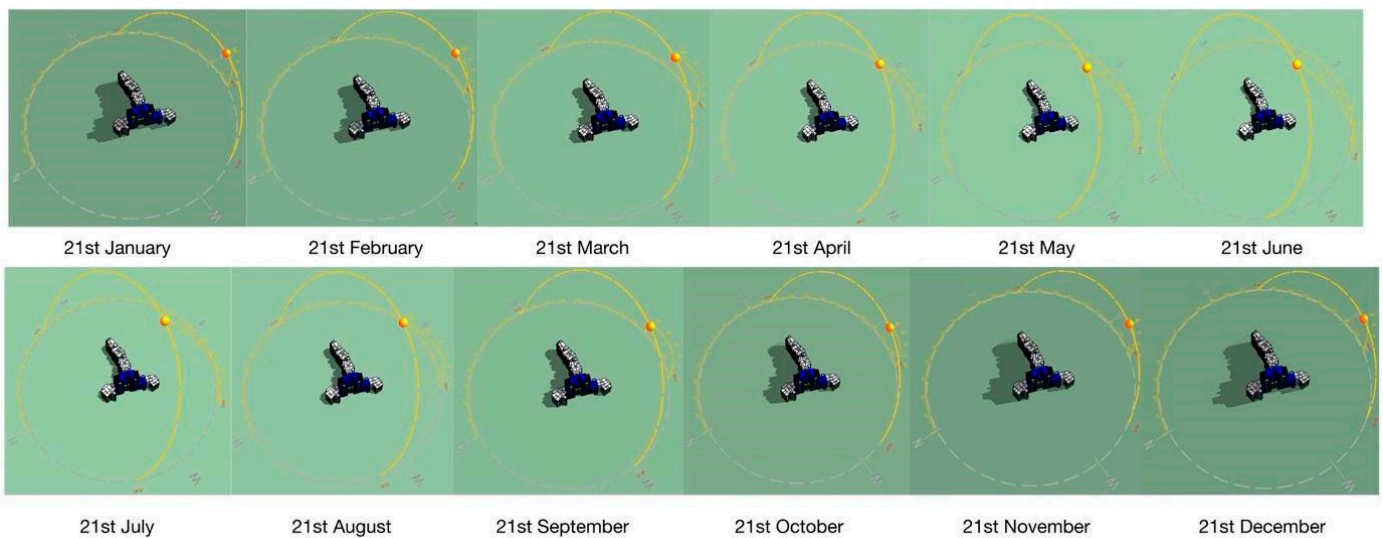 21st January
21st February
21st March
21st April
21st May
21st June
21st July
21st August
21st September
21st October
21st November
21st December